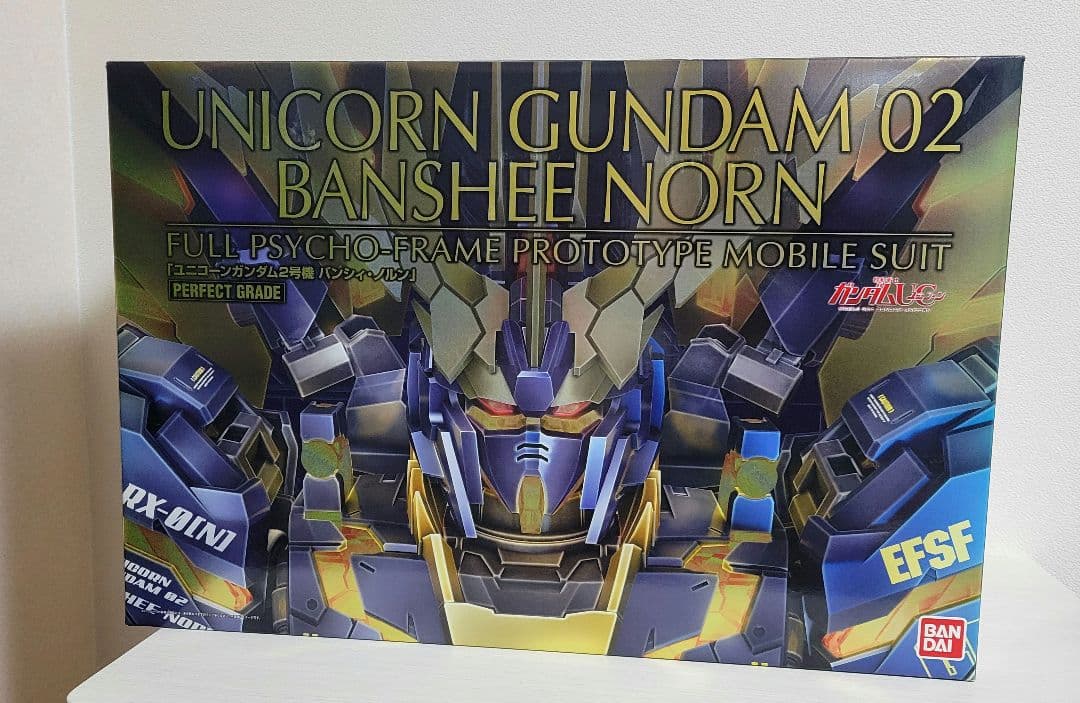 UNICORN GUNDAM 02
BANSHEE NORN
FULL PSYCHO-FRAME PROTOTYPE MOBILE SUIT
「ユニコーンガンダム2号機 バンシィ・ノルン」
PERFECT GRADE
ガンダムUC
RX-0[N]
EFSF
BAN
DAI